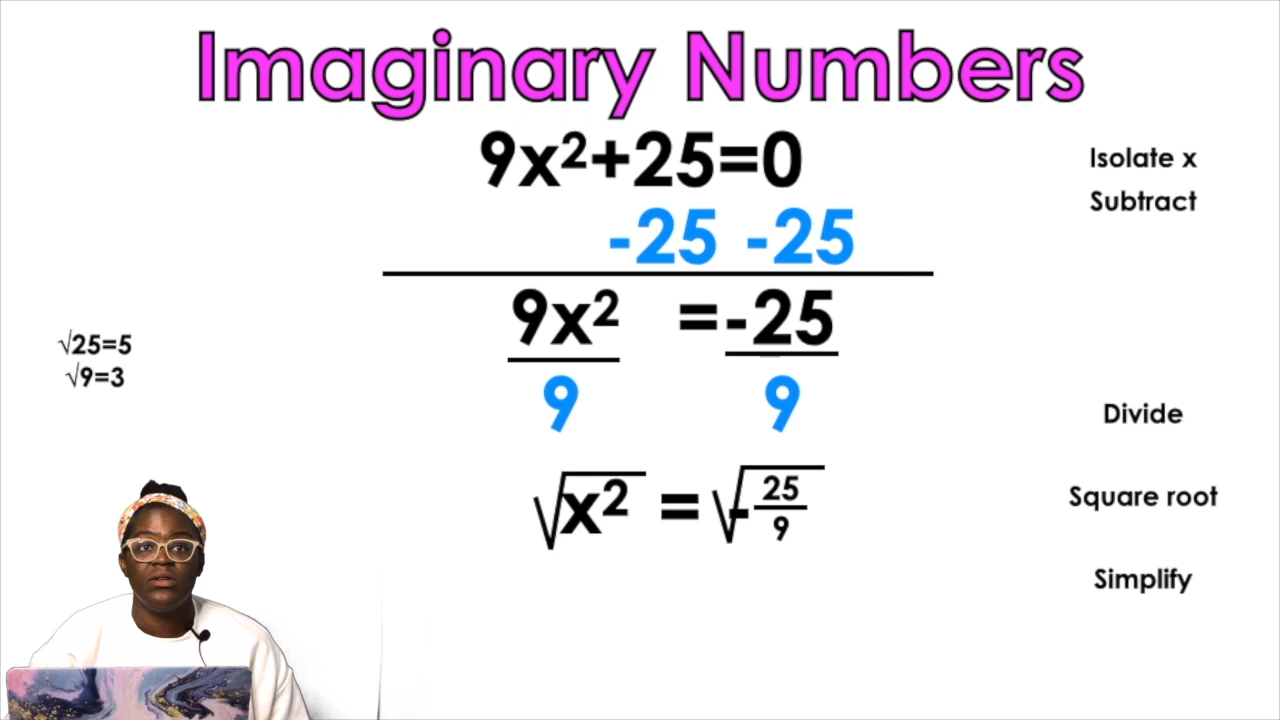 Imaginary Numbers
9x²+25=0
Isolate x
Subtract
-25 -25
9x² =-25
9 9
√25=5
√9=3
Divide
√x² = √-25/9
Square root
Simplify